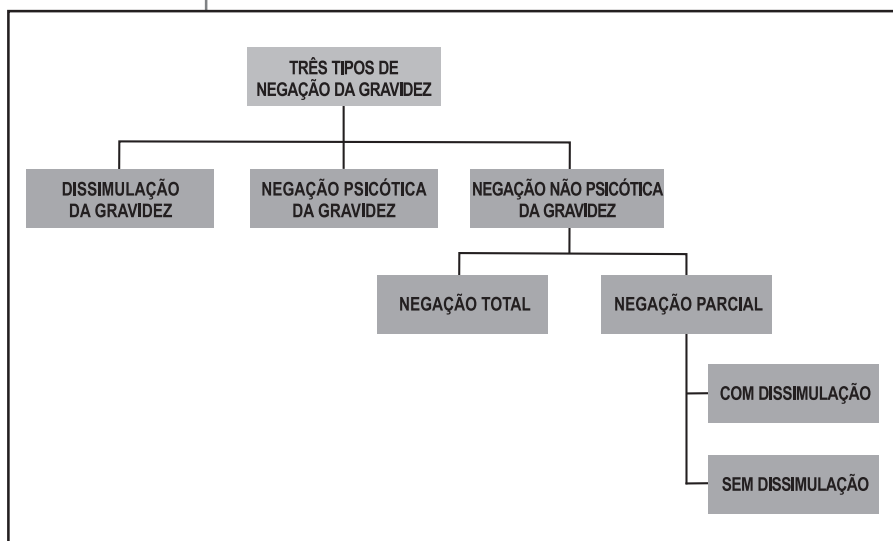 TRÊS TIPOS DE
NEGAÇÃO DA GRAVIDEZ
DISSIMULAÇÃO
DA GRAVIDEZ
NEGAÇÃO PSICÓTICA
DA GRAVIDEZ
NEGAÇÃO NÃO PSICÓTICA
DA GRAVIDEZ
NEGAÇÃO TOTAL
NEGAÇÃO PARCIAL
COM DISSIMULAÇÃO
SEM DISSIMULAÇÃO